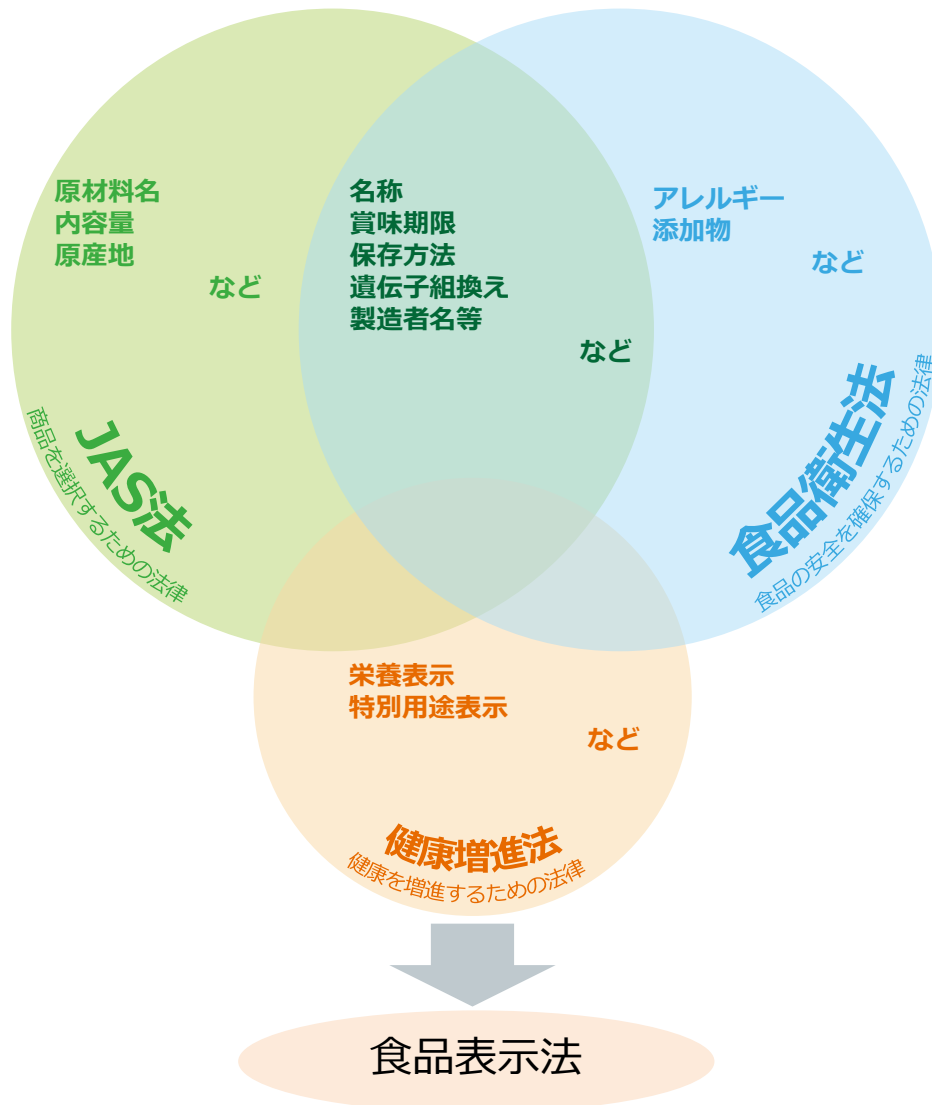 原材料名
内容量
原産地
など
名称
賞味期限
保存方法
遺伝子組換え
製造者名等
など
アレルギー
添加物
など
JAS法
商品を選択するための法律
食品衛生法
食品の安全を確保するための法律
栄養表示
特別用途表示
など
健康増進法
健康を増進するための法律
食品表示法